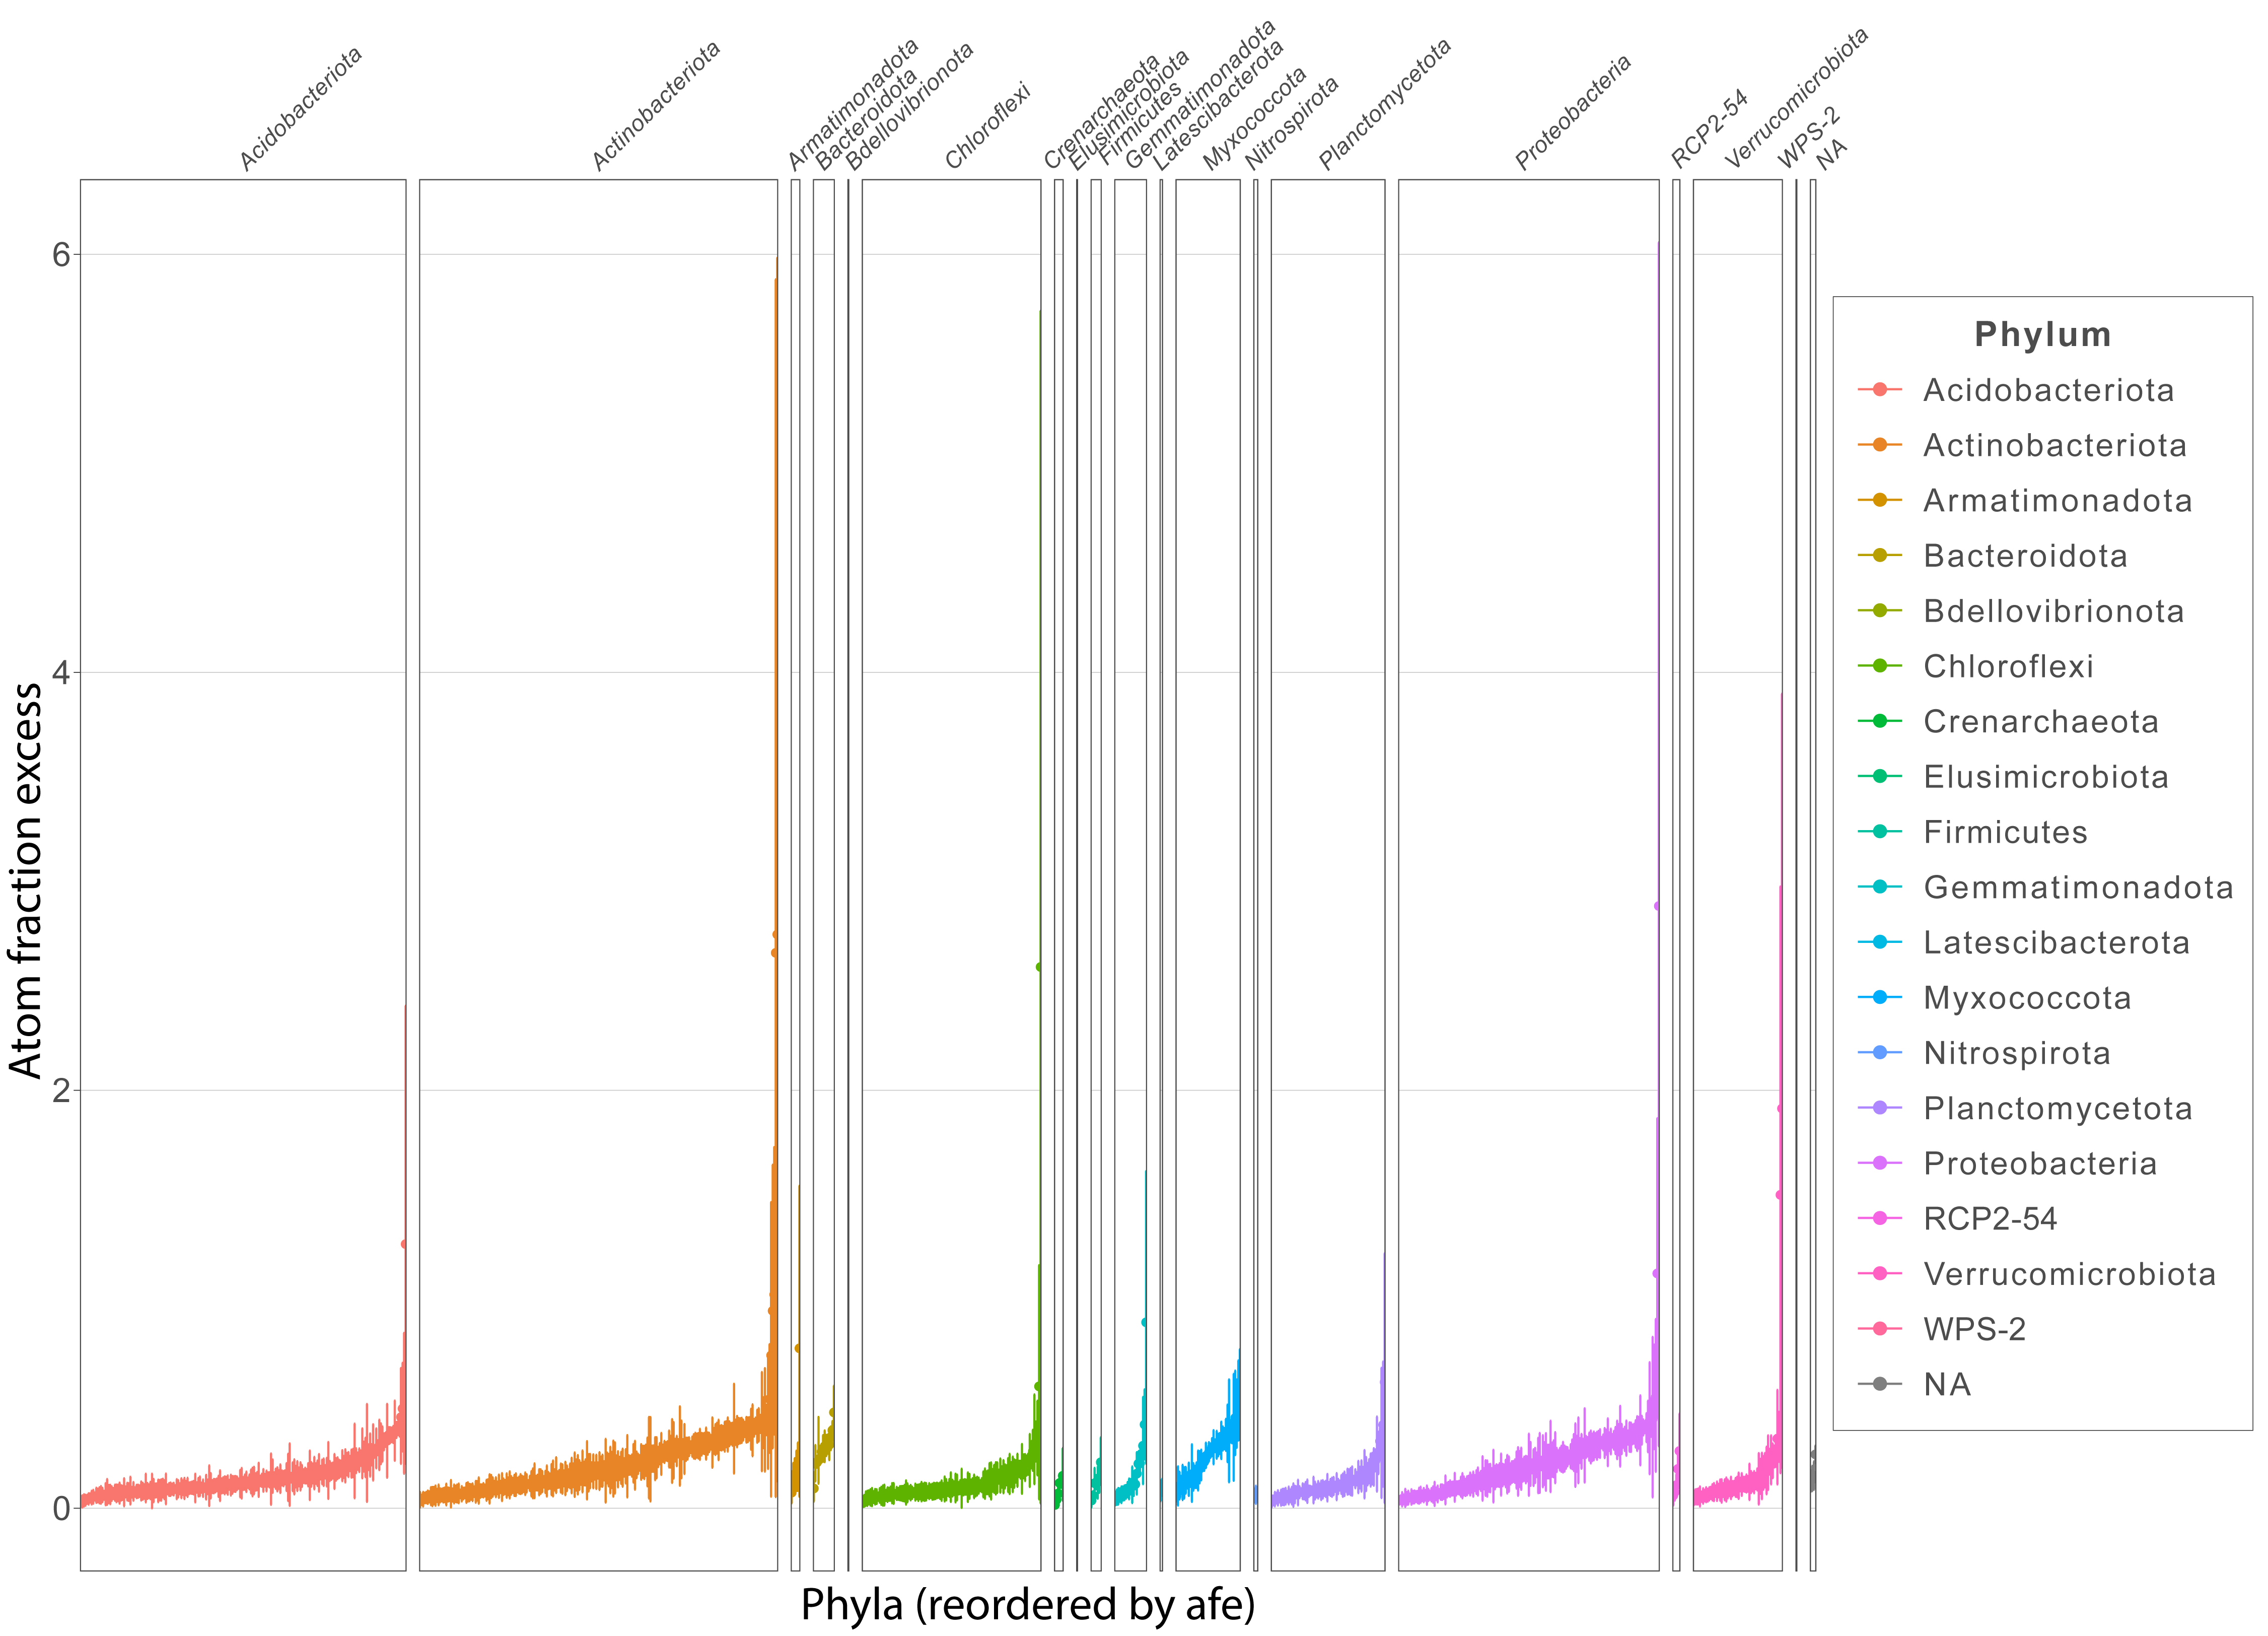 Acidobacteriota
Actinobacteriota
Armatimonadota
Bacteroidota
Bdellovibrionota
Chloroflexi
Crenarchaeota
Elusimicrobiota
Firmicutes
Gemmatimonadota
Latescibacterota
Myxococcota
Nitrospirota
Planctomycetota
Proteobacteria
RCP2-54
Verrucomicrobiota
WPS-2
NA
6
4
2
0
Atom fraction excess
Phyla (reordered by afe)
Phylum
Acidobacteriota
Actinobacteriota
Armatimonadota
Bacteroidota
Bdellovibrionota
Chloroflexi
Crenarchaeota
Elusimicrobiota
Firmicutes
Gemmatimonadota
Latescibacterota
Myxococcota
Nitrospirota
Planctomycetota
Proteobacteria
RCP2-54
Verrucomicrobiota
WPS-2
NA